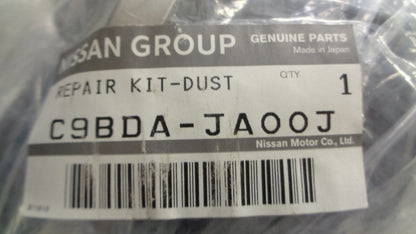 NISSAN GROUP
GENUINE PARTS
Made in Japan
REPAIR KIT-DUST
QTY
1
C9BDA-JA00J
Nissan Motor Co., Ltd.